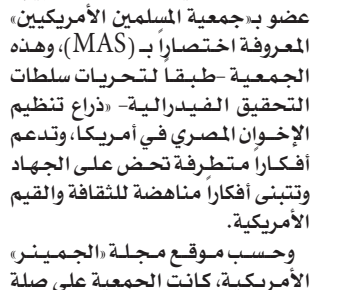 عضو بـ«جمعية المسلمين الأمريكيين»
المعروفة اختصاراً بـ (MAS)، وهذه
الجمعية –طبقاً لتحريات سلطات
التحقيق الفيدرالية– «ذراع تنظيم
الإخوان المصري في أمريكا، وتدعم
أفكاراً متطرفة تحض على الجهاد
وتتبنى أفكارا مناهضة للثقافة والقيم
الأمريكية.
وحسب موقع مجلة «الجمينر»
الأمريكية، كانت الجمعية على صلة